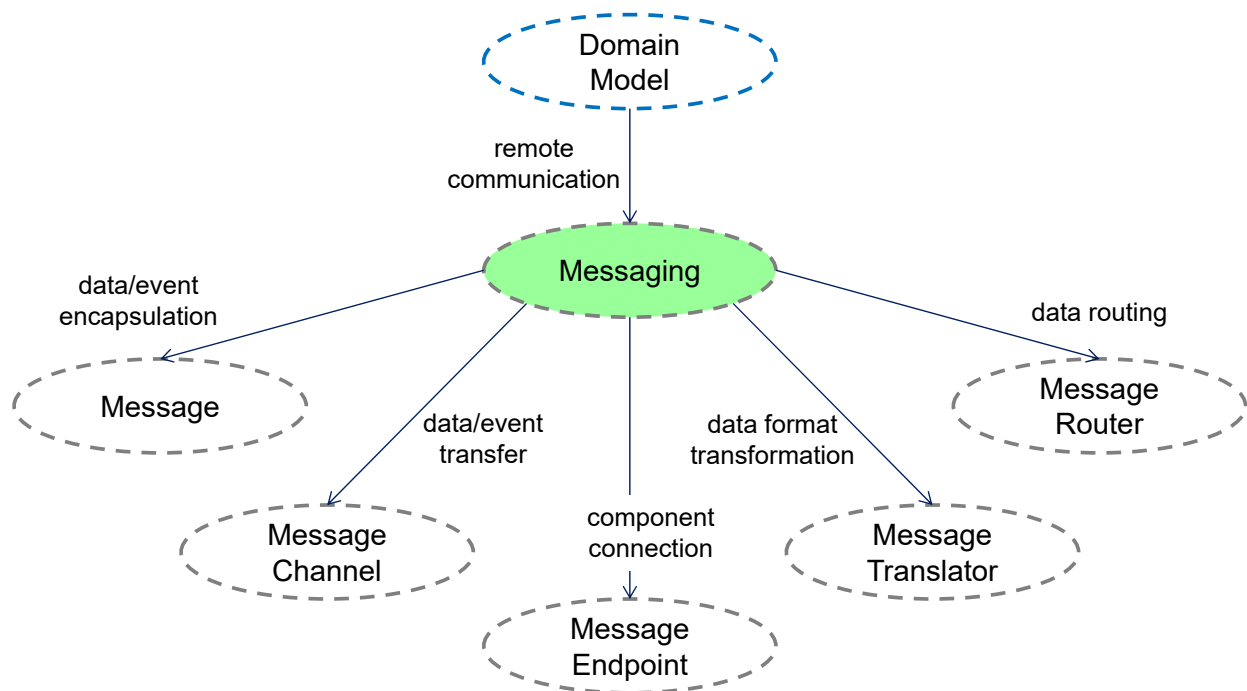 Domain
Model
remote
communication
Messaging
data/event
encapsulation
data routing
Message
Message
Router
data/event
transfer
data format
transformation
component
connection
Message
Channel
Message
Translator
Message
Endpoint